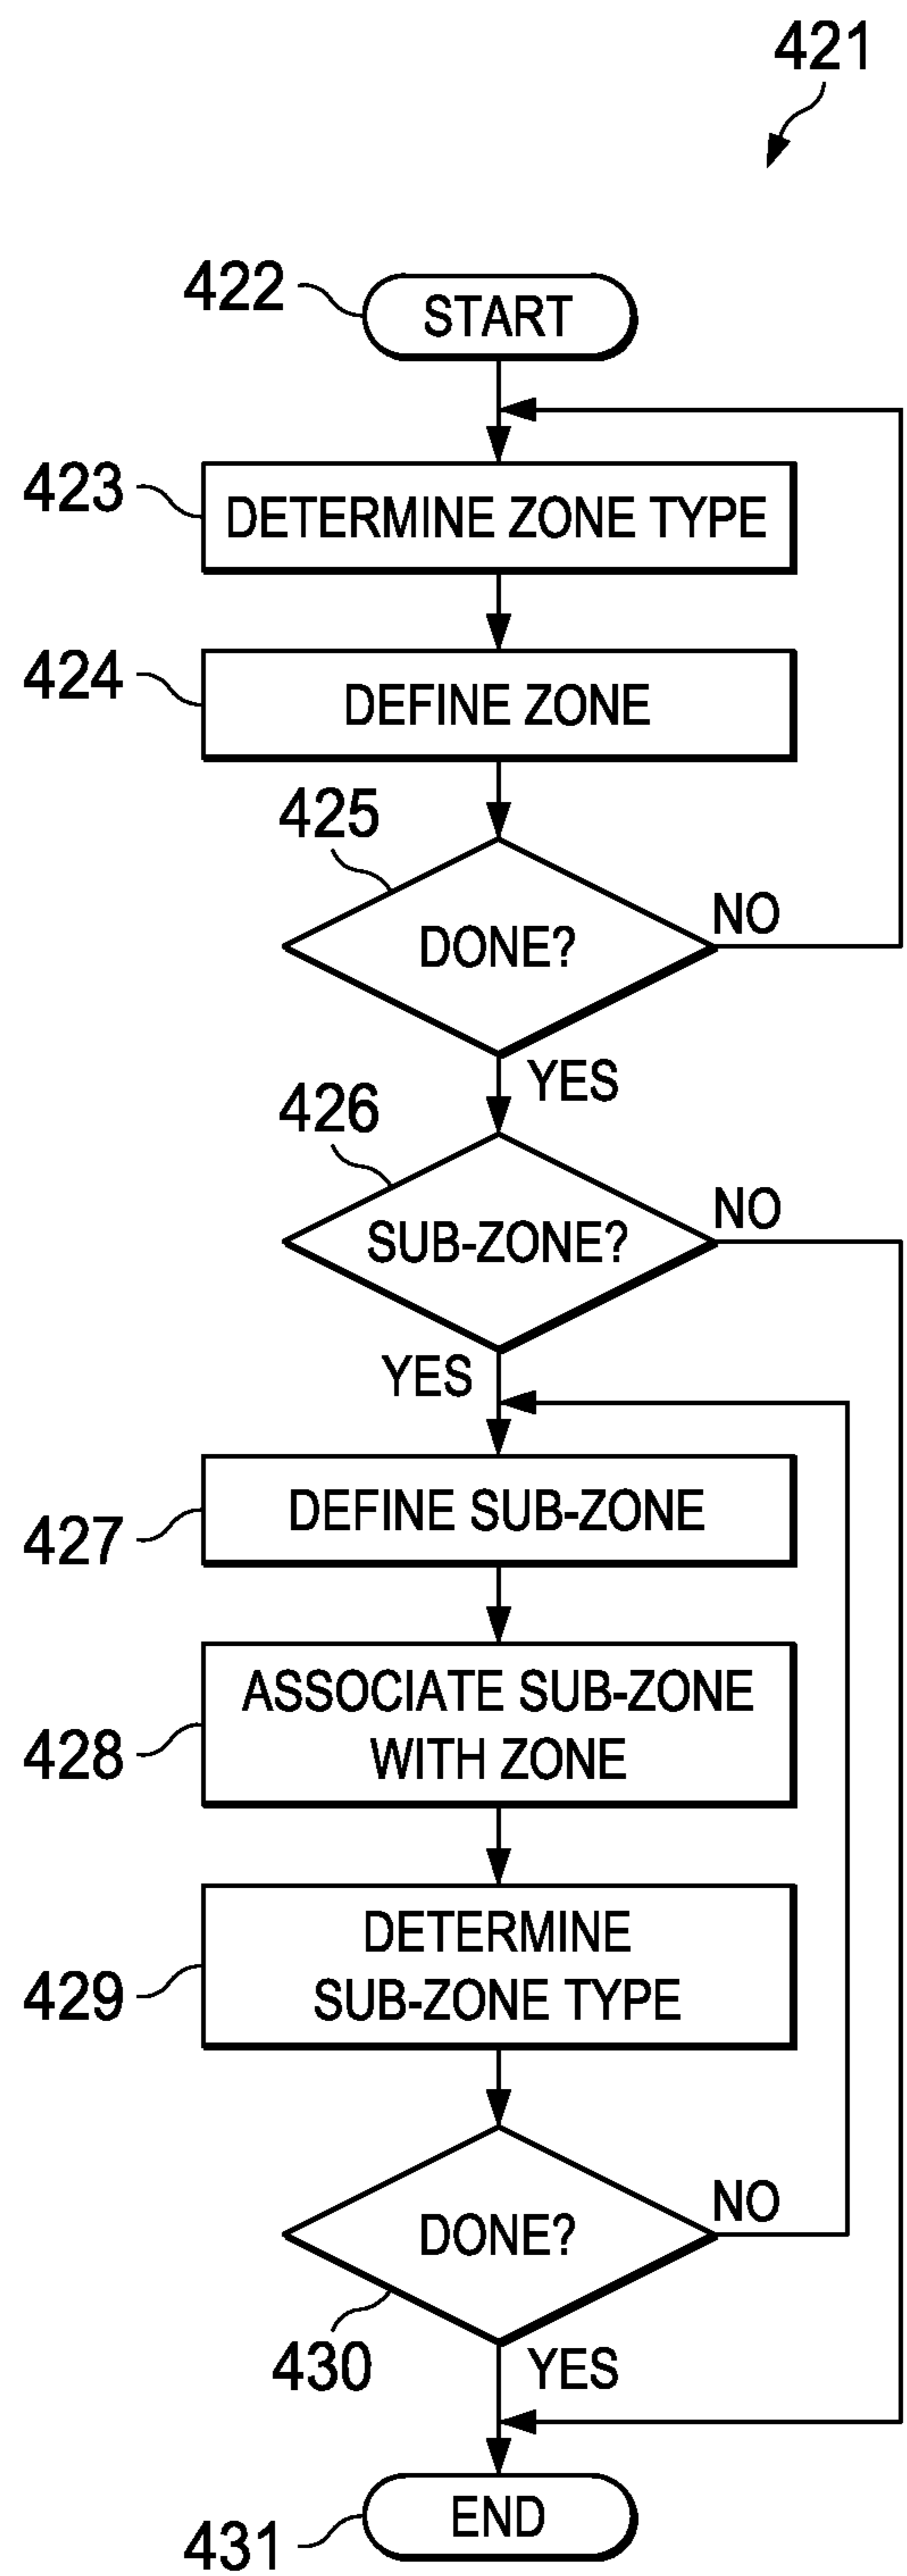 421
422
START
423
DETERMINE ZONE TYPE
424
DEFINE ZONE
425
DONE?
NO
YES
426
SUB-ZONE?
NO
YES
427
DEFINE SUB-ZONE
428
ASSOCIATE SUB-ZONE
WITH ZONE
429
DETERMINE
SUB-ZONE TYPE
DONE?
NO
430
YES
431
END